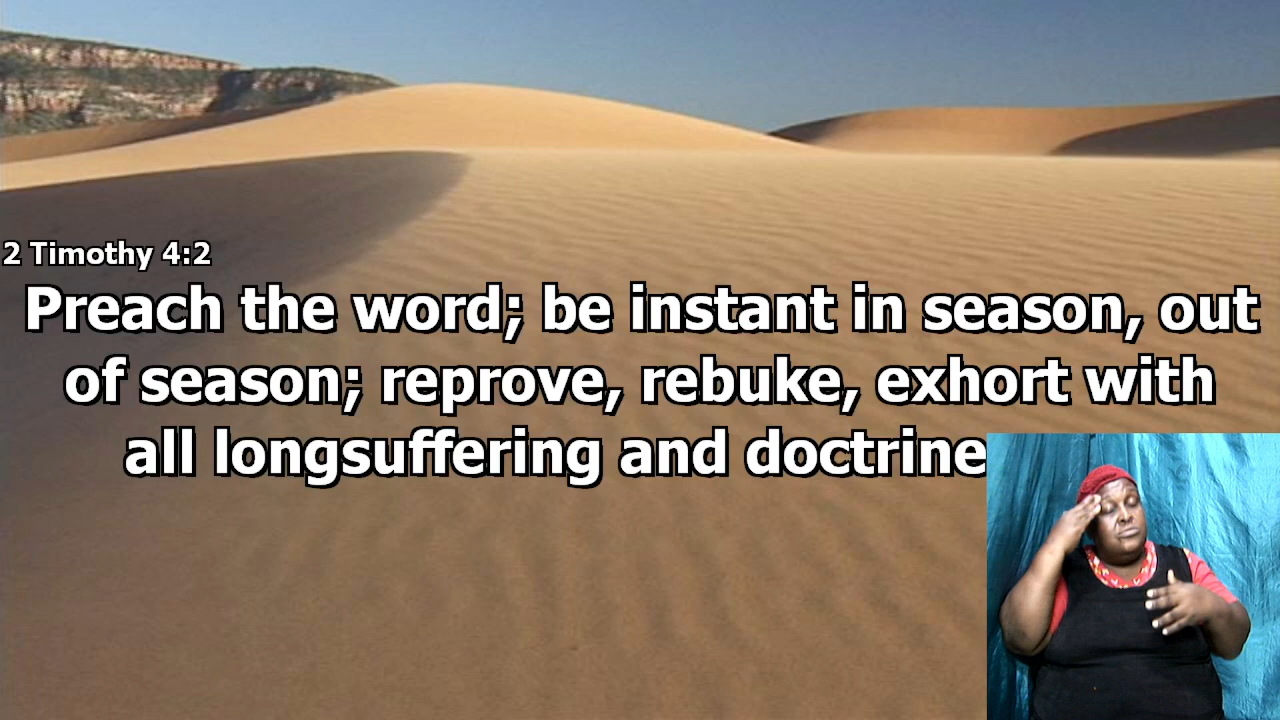 2 Timothy 4:2
Preach the word; be instant in season, out
of season; reprove, rebuke, exhort with
all longsuffering and doctrine